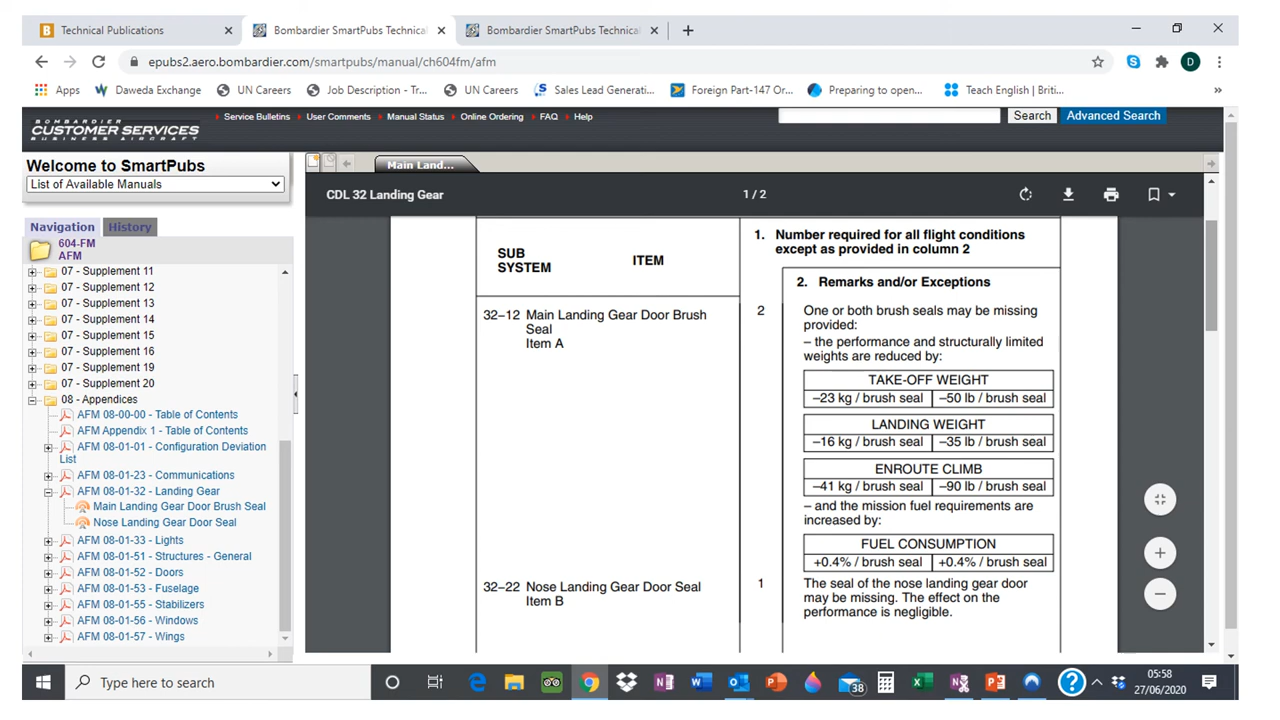 Technical Publications
Bombardier SmartPubs Technical
Bombardier SmartPubs Technical
epubs2.aero.bombardier.com/smartpubs/manual/ch604fm/afm
D
Apps
Daweda Exchange
UN Careers
Job Description - Tr...
UN Careers
Sales Lead Generati...
Foreign Part-147 Or...
Preparing to open...
Teach English | Briti...
»
BOMBARDIER
CUSTOMER SERVICES
BUSINESS AIRCRAFT
Service Bulletins
User Comments
Manual Status
Online Ordering
FAQ
Help
Search
Advanced Search
Welcome to SmartPubs
List of Available Manuals
Navigation
History
604-FM
AFM
07 - Supplement 11
07 - Supplement 12
07 - Supplement 13
07 - Supplement 14
07 - Supplement 15
07 - Supplement 16
07 - Supplement 19
07 - Supplement 20
08 - Appendices
AFM 08-00-00 - Table of Contents
AFM Appendix 1 - Table of Contents
AFM 08-01-01 - Configuration Deviation
List
AFM 08-01-23 - Communications
AFM 08-01-32 - Landing Gear
Main Landing Gear Door Brush Seal
Nose Landing Gear Door Seal
AFM 08-01-33 - Lights
AFM 08-01-51 - Structures - General
AFM 08-01-52 - Doors
AFM 08-01-53 - Fuselage
AFM 08-01-55 - Stabilizers
AFM 08-01-56 - Windows
AFM 08-01-57 - Wings
Main Land...
CDL 32 Landing Gear
1 / 2
SUB
SYSTEM
ITEM
1. Number required for all flight conditions
except as provided in column 2
2. Remarks and/or Exceptions
32–12 Main Landing Gear Door Brush
Seal
Item A
2
One or both brush seals may be missing
provided:
– the performance and structurally limited
weights are reduced by:
TAKE-OFF WEIGHT
–23 kg / brush seal –50 lb / brush seal
LANDING WEIGHT
–16 kg / brush seal –35 lb / brush seal
ENROUTE CLIMB
–41 kg / brush seal –90 lb / brush seal
– and the mission fuel requirements are
increased by:
FUEL CONSUMPTION
+0.4% / brush seal +0.4% / brush seal
32–22 Nose Landing Gear Door Seal
Item B
1
The seal of the nose landing gear door
may be missing. The effect on the
performance is negligible.
Type here to search
38
05:58
27/06/2020